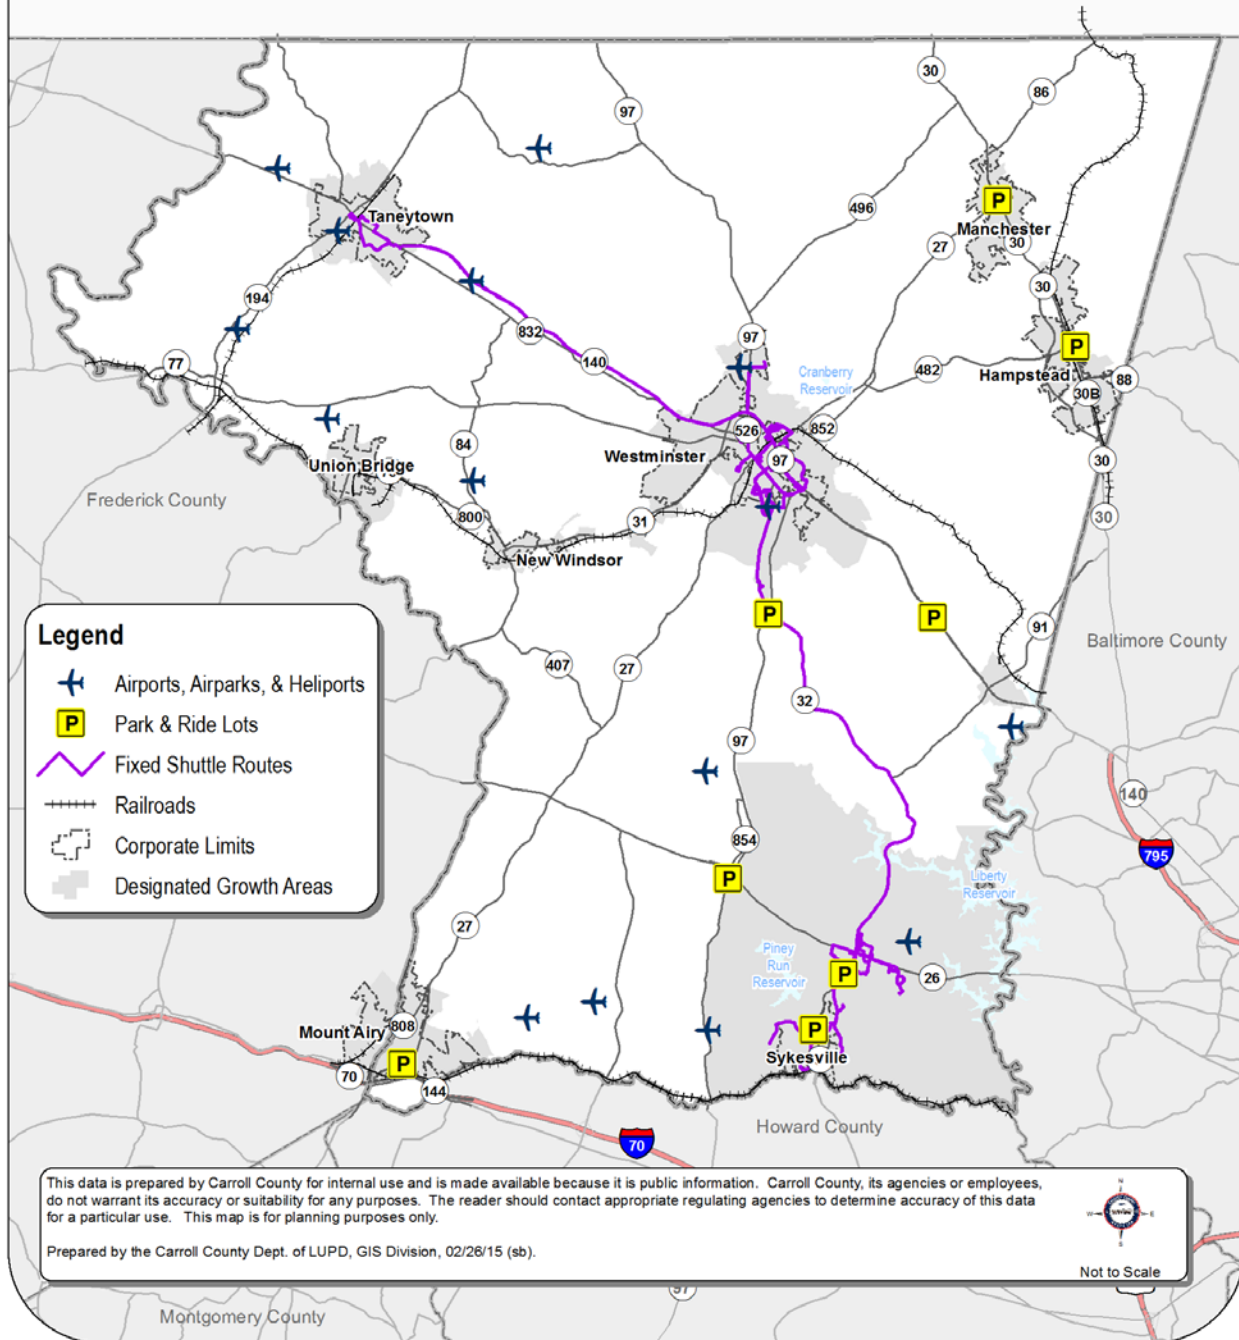 30
86
97
496
Taneytown
P
Manchester
27
30
30
194
832
97
P
140
Cranberry
Reservoir
482
Hampstead
88
77
30B
526
852
84
Westminster
97
30
Union Bridge
Frederick County
800
31
30
New Windsor
P
P
91
Baltimore County
407
27
32
97
140
854
795
P
Liberty
Reservoir
27
Piney
Run
Reservoir
P
26
Mount Airy
808
P
Sykesville
P
70
144
Howard County
70
Legend
Airports, Airparks, & Heliports
P Park & Ride Lots
Fixed Shuttle Routes
Railroads
Corporate Limits
Designated Growth Areas
This data is prepared by Carroll County for internal use and is made available because it is public information. Carroll County, its agencies or employees,
do not warrant its accuracy or suitability for any purposes. The reader should contact appropriate regulating agencies to determine accuracy of this data
for a particular use. This map is for planning purposes only.
Prepared by the Carroll County Dept. of LUPD, GIS Division, 02/26/15 (sb).
N
W
E
S
Not to Scale
97
Montgomery County